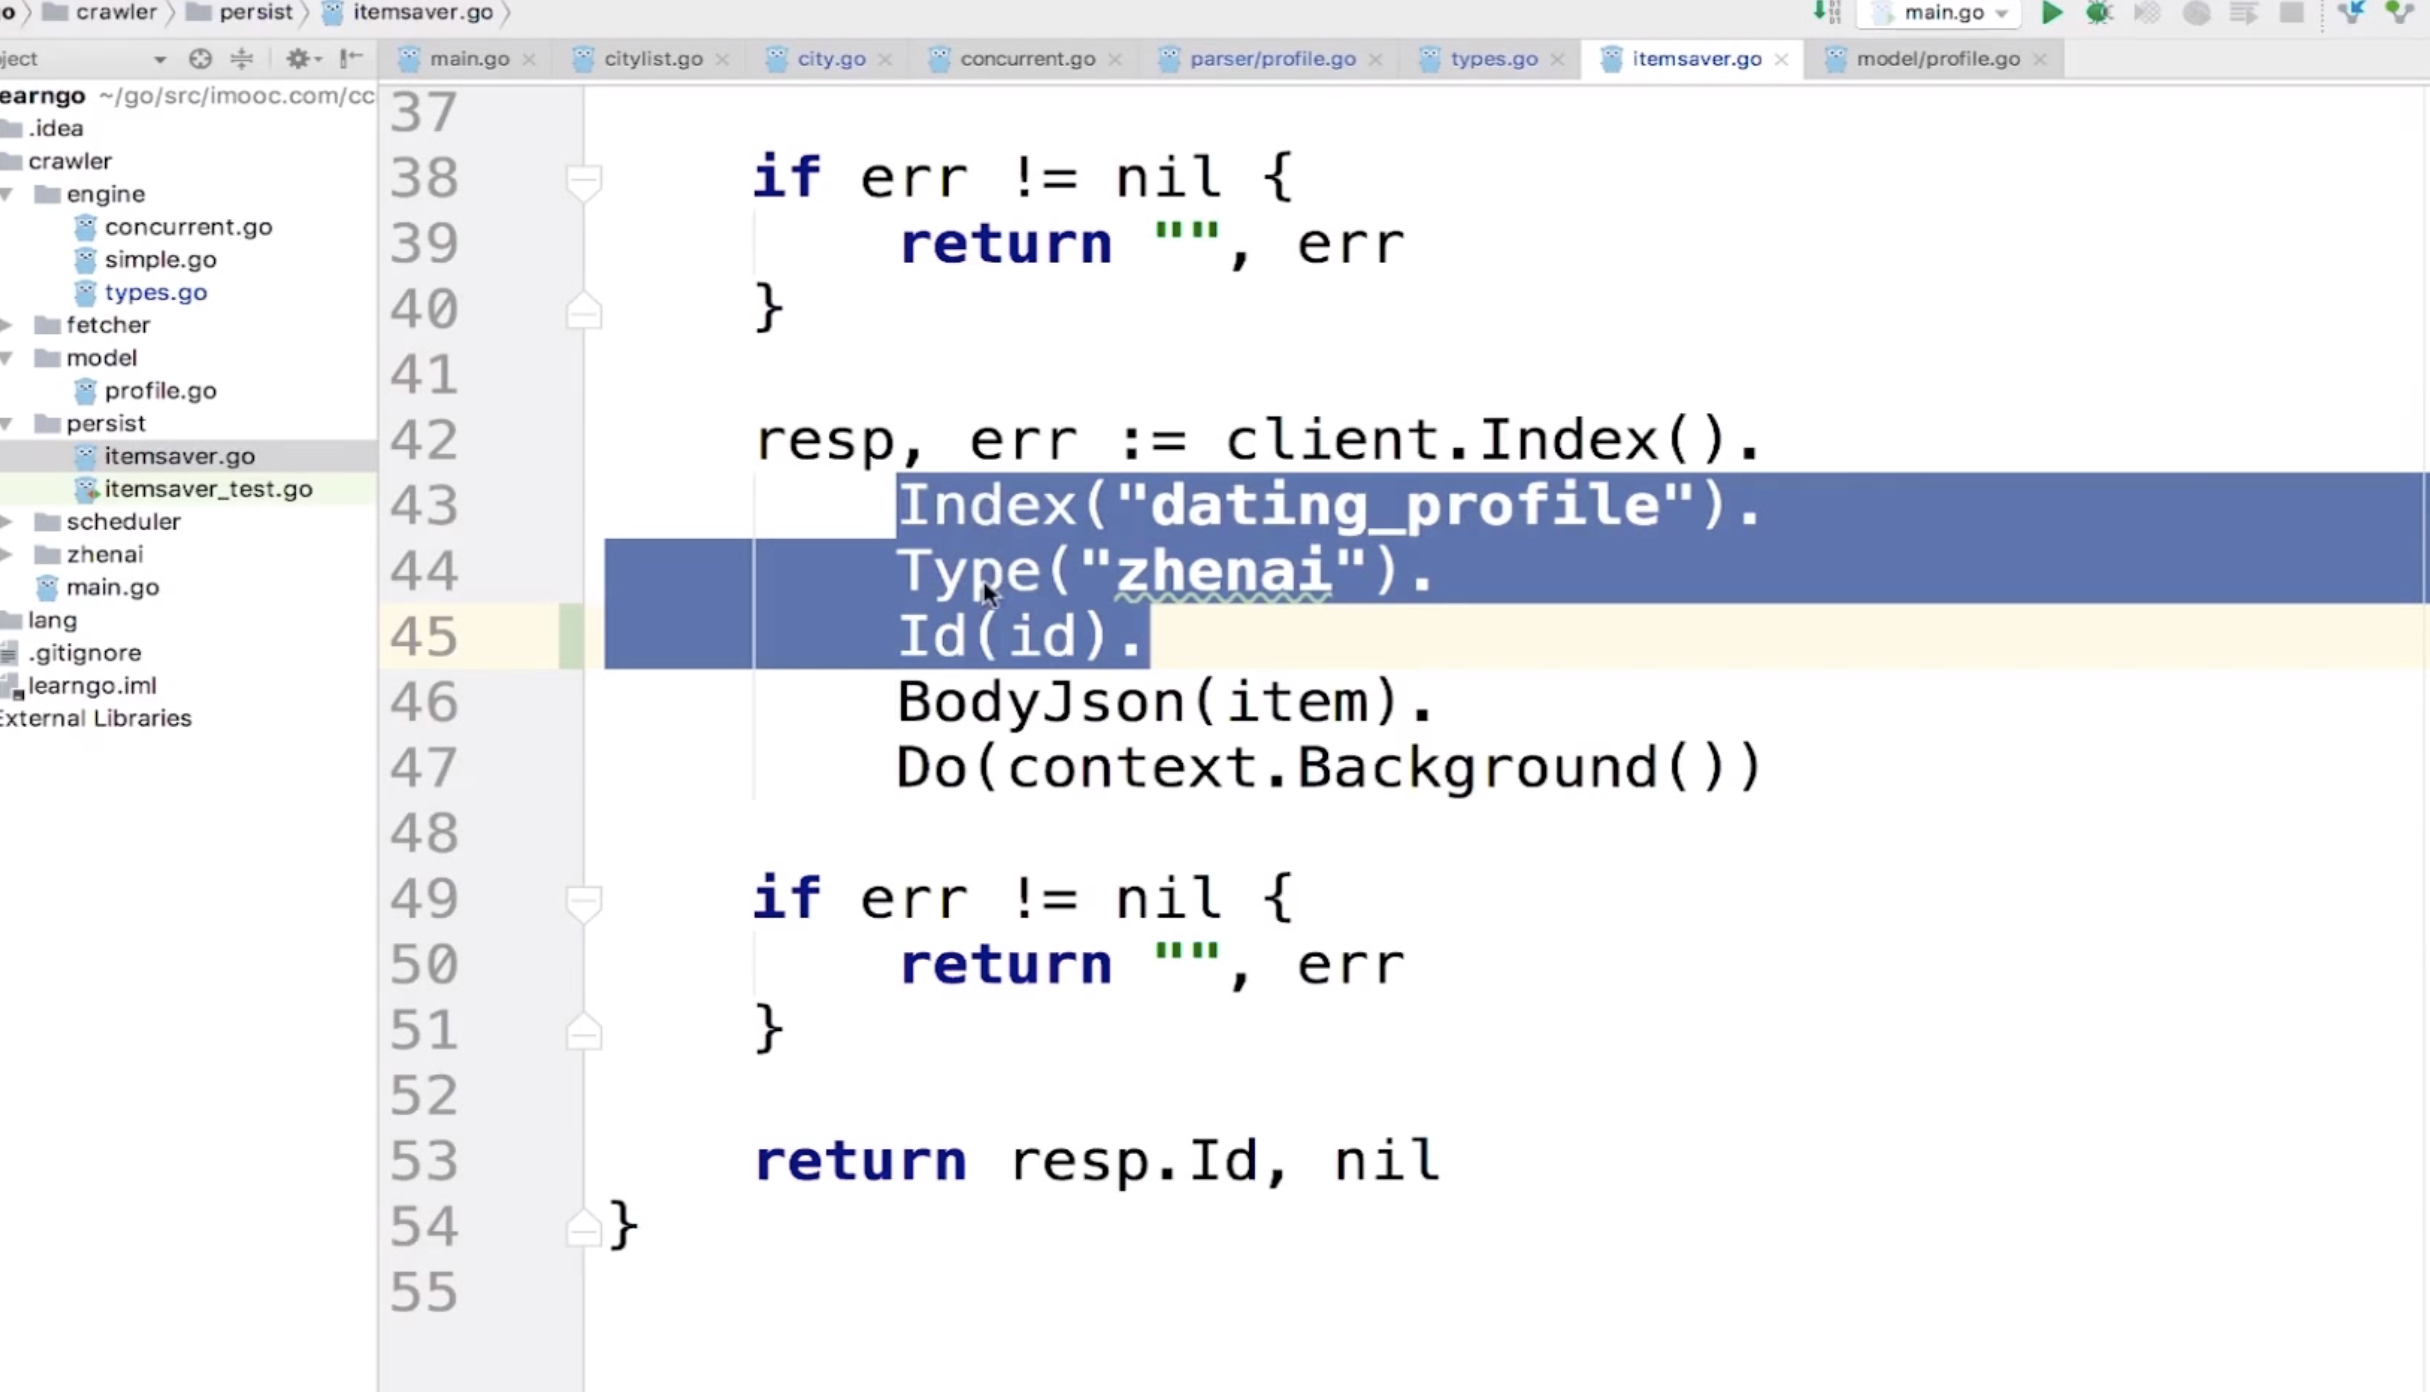 crawler persist itemsaver.go main.go
main.go citylist.go city.go concurrent.go parser/profile.go types.go itemsaver.go model/profile.go
~/go/src/imooc.com/cc
.idea
crawler
engine
concurrent.go
simple.go
types.go
fetcher
model
profile.go
persist
itemsaver.go
itemsaver_test.go
scheduler
zhenai
main.go
lang
.gitignore
learngo.iml
External Libraries
37
38 if err != nil {
39 return "", err
40 }
41
42 resp, err := client.Index().
43 Index("dating_profile").
44 Type("zhenai").
45 Id(id).
46 BodyJson(item).
47 Do(context.Background())
48
49 if err != nil {
50 return "", err
51 }
52
53 return resp.Id, nil
54 }
55